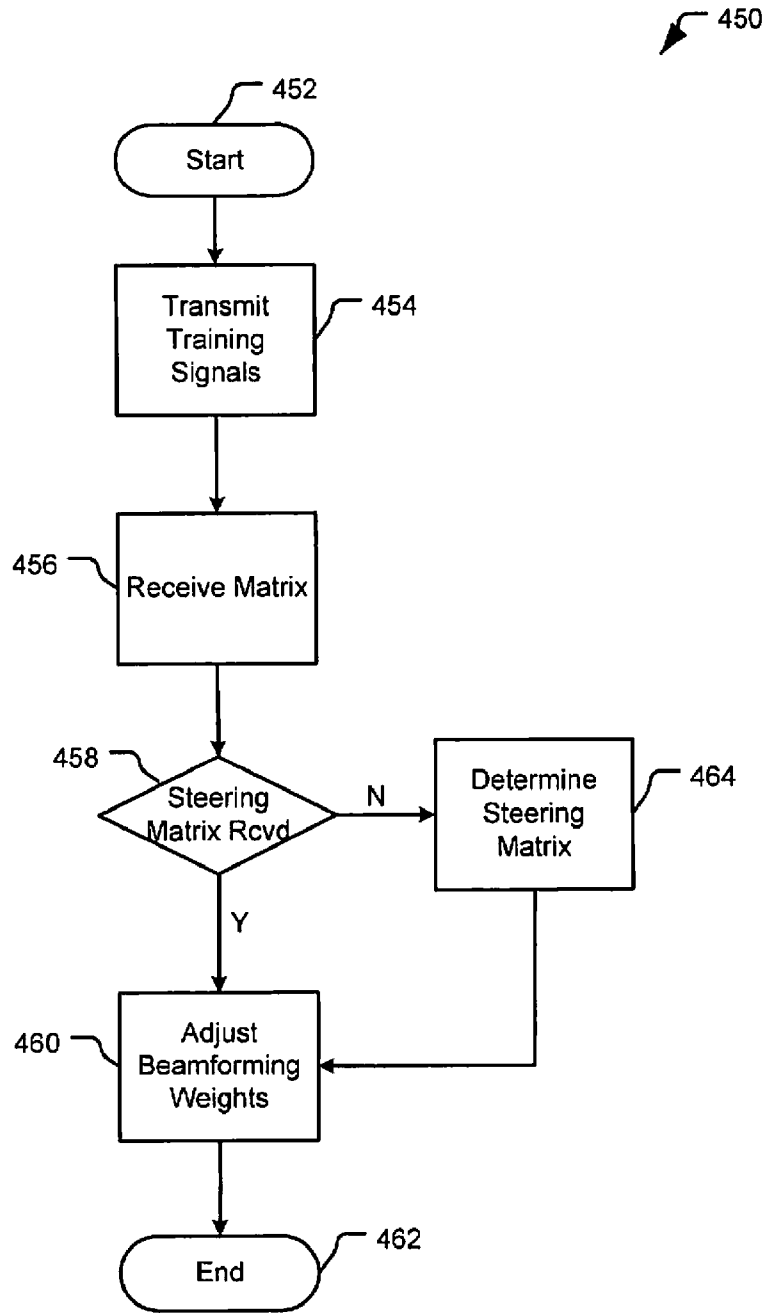 450
452
Start
Transmit
Training
Signals
454
456
Receive Matrix
458
Steering
Matrix Rcvd
N
Determine
Steering
Matrix
464
Y
460
Adjust
Beamforming
Weights
End
462